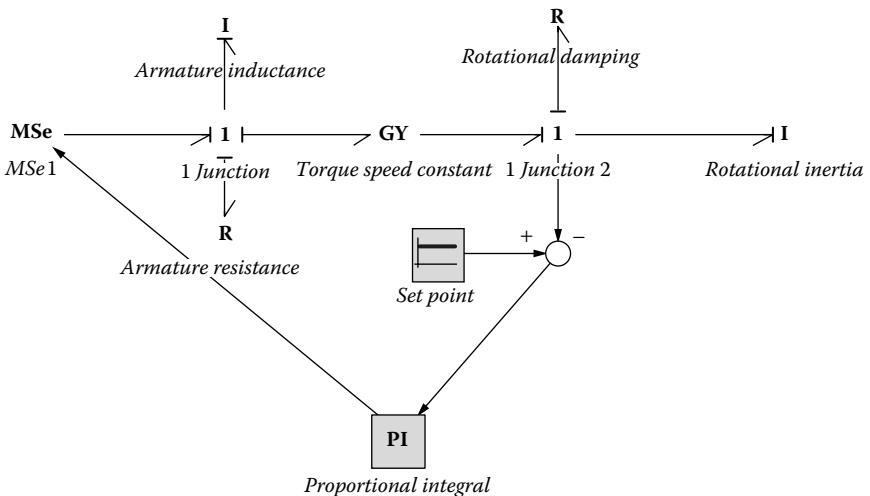 I
Armature inductance
R
Rotational damping
MSe
1
GY
1
I
MSe1
1 Junction
Torque speed constant
1 Junction 2
Rotational inertia
R
Armature resistance
+
−
Set point
PI
Proportional integral